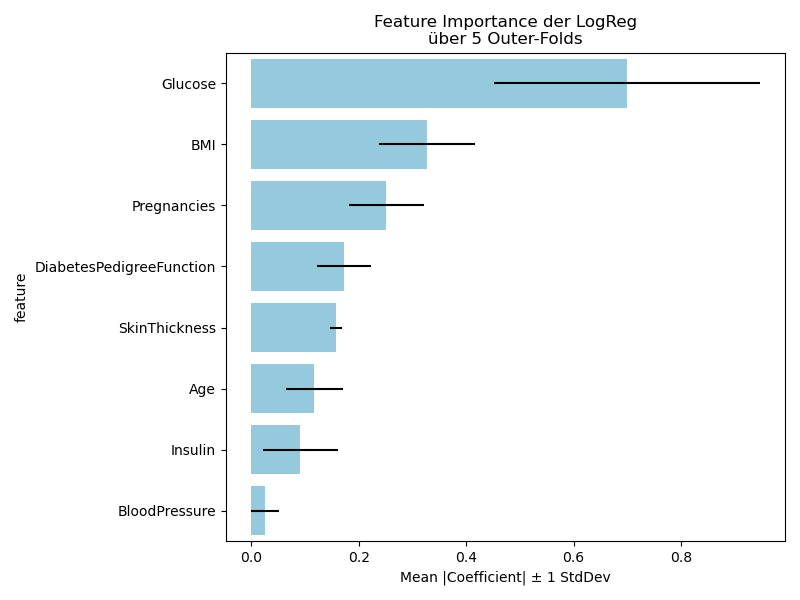 Feature Importance der LogReg
über 5 Outer-Folds
feature
Glucose
BMI
Pregnancies
DiabetesPedigreeFunction
SkinThickness
Age
Insulin
BloodPressure
0.0 0.2 0.4 0.6 0.8
Mean |Coefficient| ± 1 StdDev